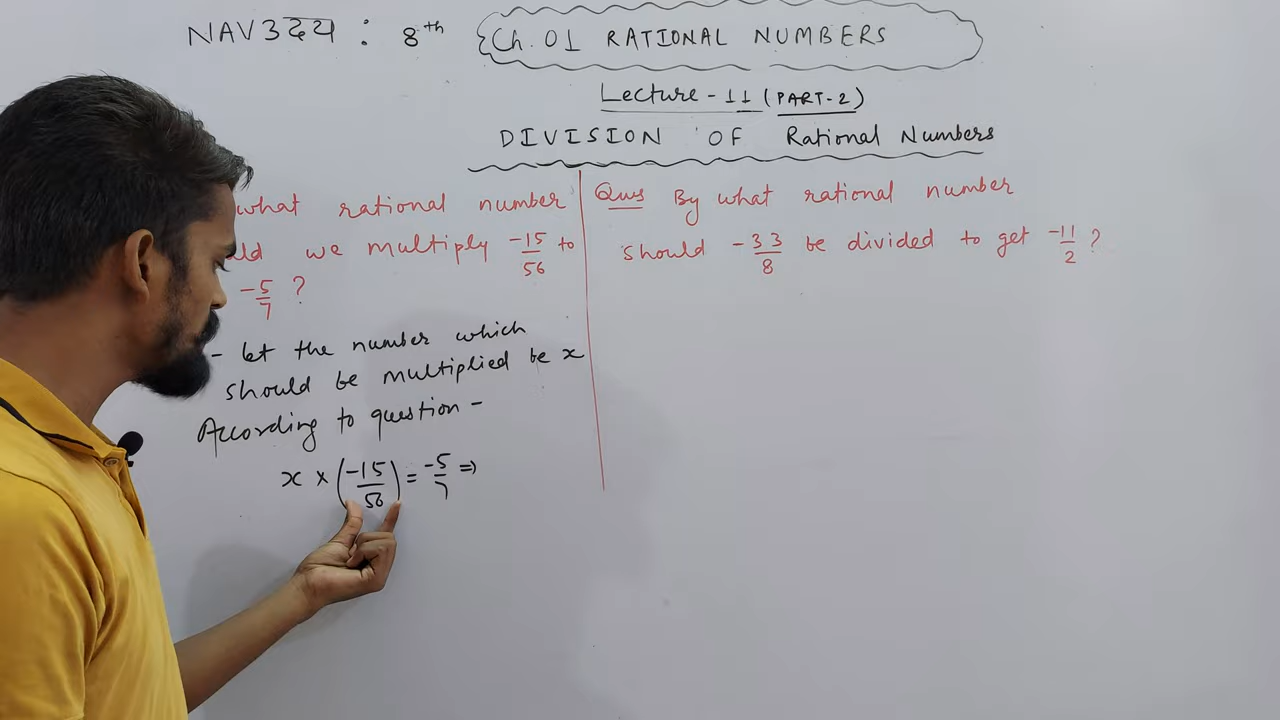 NAV3द्य : 8th
Ch. 01 RATIONAL NUMBERS
Lecture - 11 (PART-2)
DIVISION OF Rational Numbers
what rational number
ld we multiply -15/56 to
-5/7 ?
- let the number which
should be multiplied be x
According to question -
x × (-15/56) = -5/7 ⇒
Ques By what rational number
should -33/8 be divided to get -11/2 ?